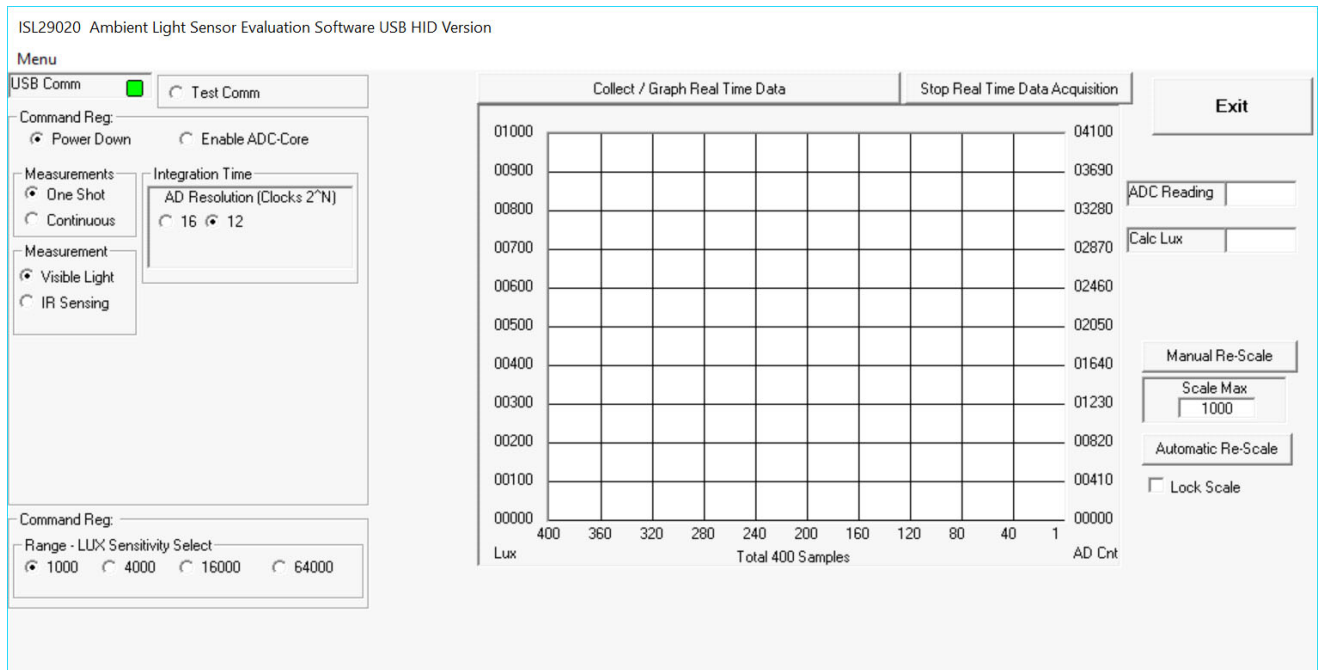 ISL29020 Ambient Light Sensor Evaluation Software USB HID Version
Menu
USB Comm
Test Comm
Command Reg:
Power Down
Enable ADC-Core
Measurements
One Shot
Continuous
Integration Time
AD Resolution (Clocks 2^N)
16
12
Measurement
Visible Light
IR Sensing
Command Reg:
Range - LUX Sensitivity Select
1000
4000
16000
64000
Collect / Graph Real Time Data
Stop Real Time Data Acquisition
01000
00900
00800
00700
00600
00500
00400
00300
00200
00100
00000
04100
03690
03280
02870
02460
02050
01640
01230
00820
00410
00000
400 360 320 280 240 200 160 120 80 40 1
Lux
Total 400 Samples
AD Cnt
Exit
ADC Reading
Calc Lux
Manual Re-Scale
Scale Max
1000
Automatic Re-Scale
Lock Scale